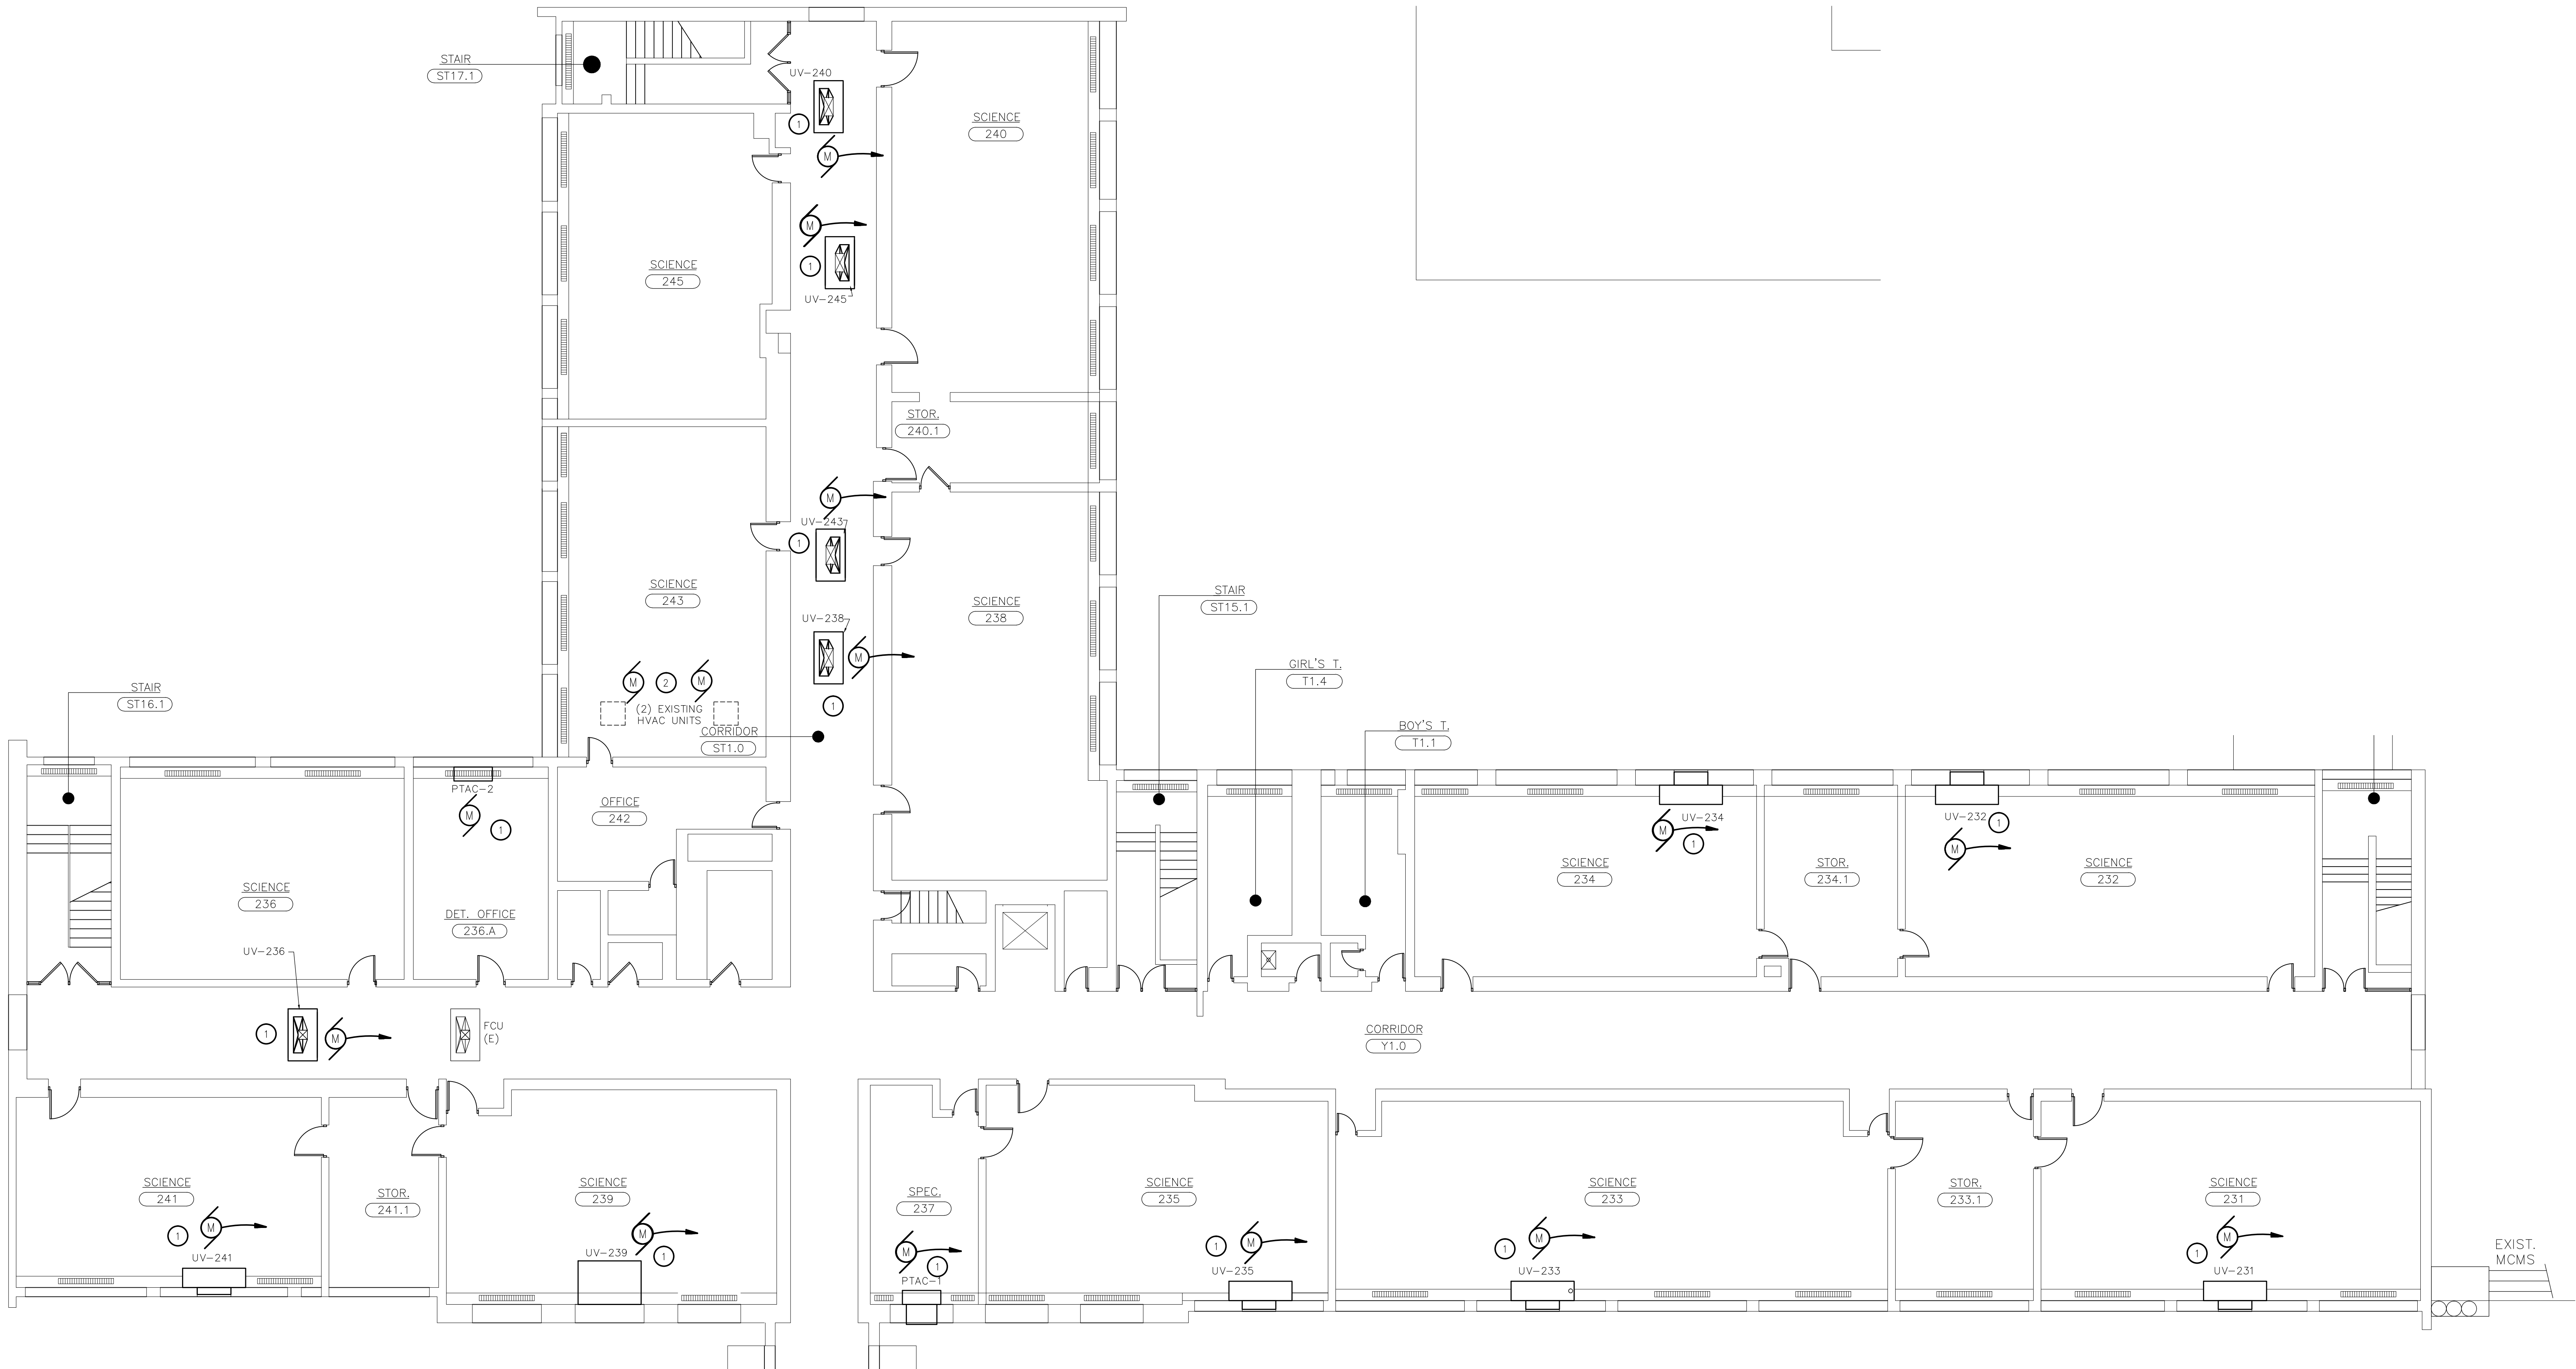 STAIR
ST17.1
UV-240
1
M
SCIENCE
240
M
1
UV-245
SCIENCE
245
STOR.
240.1
M
UV-243
1
SCIENCE
243
SCIENCE
238
UV-238
M
M
2
M
(2) EXISTING
HVAC UNITS
1
CORRIDOR
ST1.0
STAIR
ST15.1
GIRL'S T.
T1.4
BOY'S T.
T1.1
STAIR
ST16.1
PTAC-2
M
1
OFFICE
242
SCIENCE
236
DET. OFFICE
236.A
UV-236
1
M
FCU
(E)
UV-234
M
1
SCIENCE
234
STOR.
234.1
UV-232
1
M
SCIENCE
232
CORRIDOR
Y1.0
SCIENCE
241
1
M
UV-241
STOR.
241.1
SCIENCE
239
M
1
UV-239
SPEC.
237
M
1
PTAC-1
SCIENCE
235
1
M
UV-235
SCIENCE
233
1
M
UV-233
STOR.
233.1
SCIENCE
231
M
1
UV-231
EXIST.
MCMS